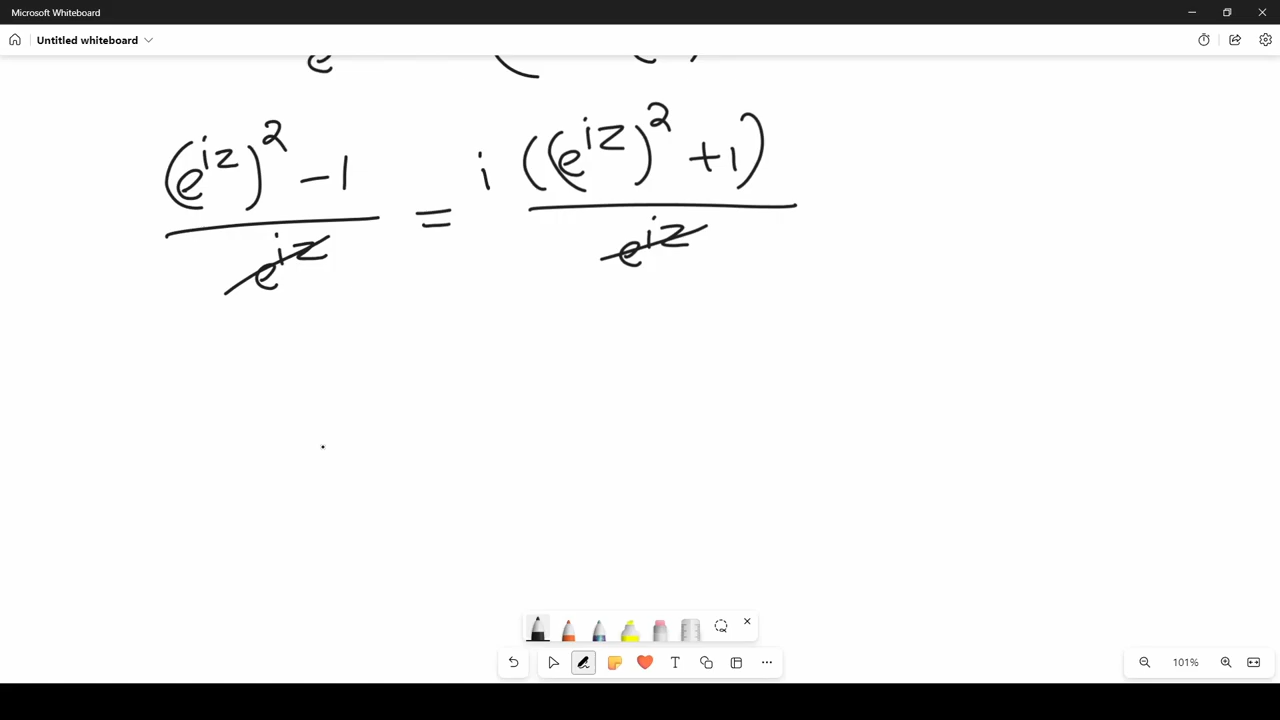 Microsoft Whiteboard
Untitled whiteboard
e ( e )
(e^{iz})^2 - 1 = i ((e^{iz})^2 + 1)
e^{iz} e^{iz}
101%